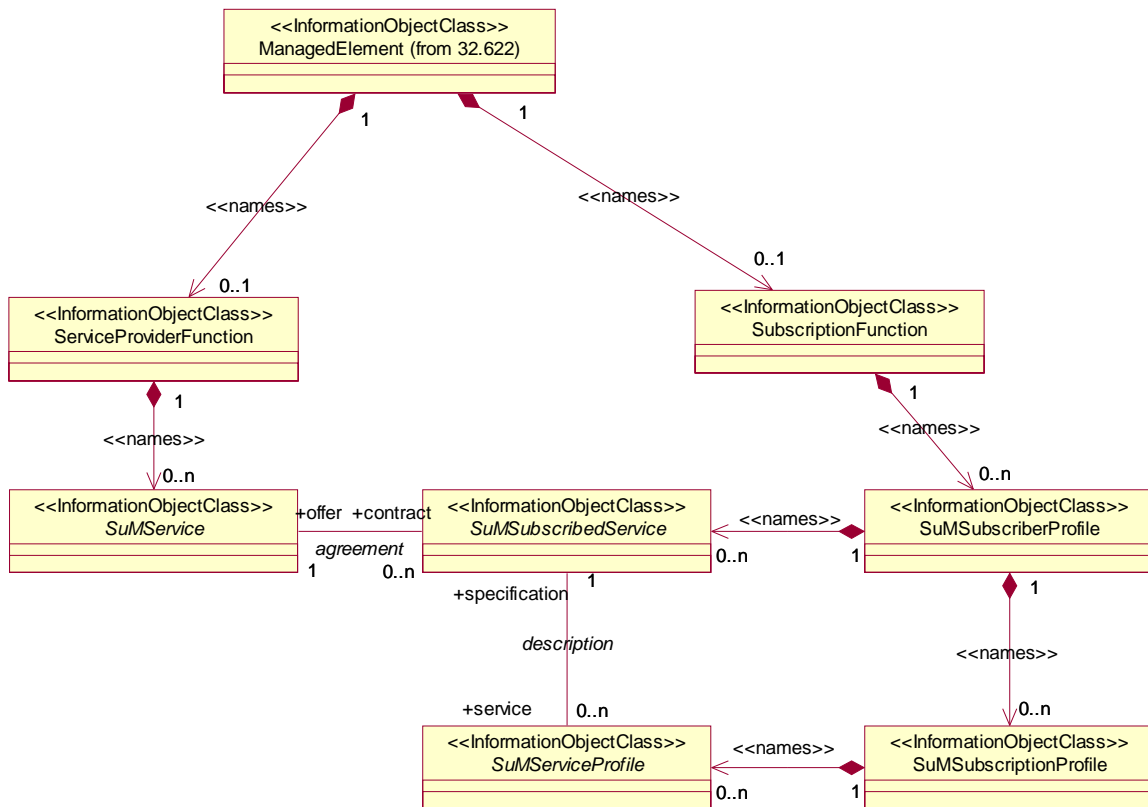 <<InformationObjectClass>>
ManagedElement (from 32.622)
1
1
<<names>>
<<names>>
0..1
0..1
<<InformationObjectClass>>
ServiceProviderFunction
<<InformationObjectClass>>
SubscriptionFunction
1
1
<<names>>
<<names>>
0..n
0..n
<<InformationObjectClass>>
SuMService
+offer
+contract
agreement
1
0..n
<<InformationObjectClass>>
SuMSubscribedService
<<names>>
0..n
1
<<InformationObjectClass>>
SuMSubscriberProfile
1
+specification
description
+service
0..n
1
<<names>>
0..n
<<InformationObjectClass>>
SuMServiceProfile
<<names>>
0..n
1
<<InformationObjectClass>>
SuMSubscriptionProfile